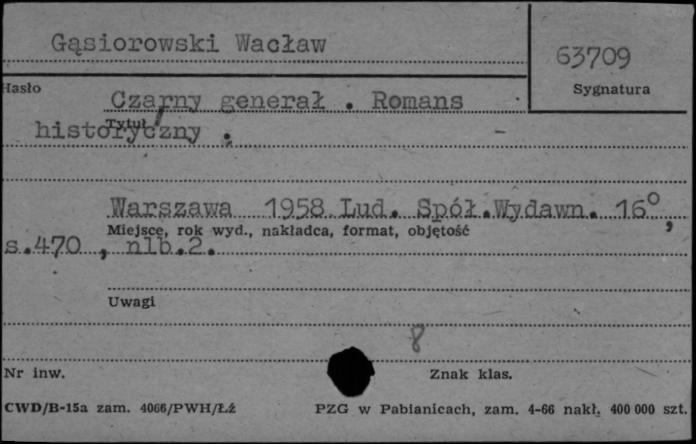 Gąsiorowski Wacław
63709
Hasło
Sygnatura
Czarny generał . Romans
Tytuł
historyczny .
Warszawa 1958 Lud. Spół.Wydawn. 16°,
Miejsce, rok wyd., nakładca, format, objętość
s.470 , nlb.2.
Uwagi
8
Nr inw.
Znak klas.
CWD/B-15a zam. 4066/PWH/Łź
PZG w Pabianicach, zam. 4-66 nakł. 400 000 szt.